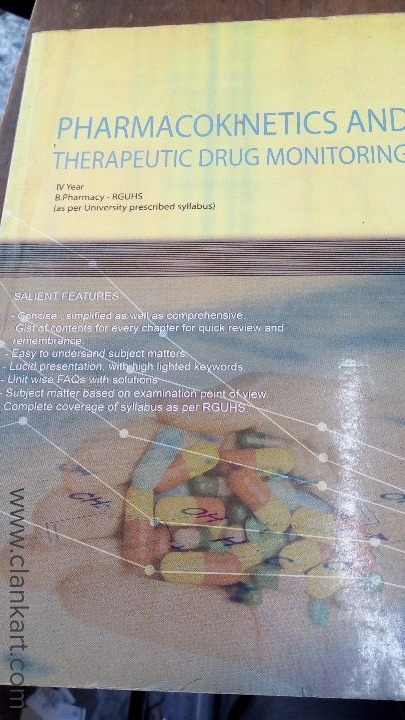 PHARMACOKINETICS AND
THERAPEUTIC DRUG MONITORING
IV Year
B.Pharmacy - RGUHS
(as per University prescribed syllabus)
SALIENT FEATURES
- Concise , simplified as well as comprehensive.
- Gist of contents for every chapter for quick review and
remembrance.
- Easy to undersand subject matters.
- Lucid presentation, with high lighted keywords
- Unit wise FAQs with solutions
- Subject matter based on examination point of view.
Complete coverage of syllabus as per RGUHS
CH
OH
H
www.clankart.com